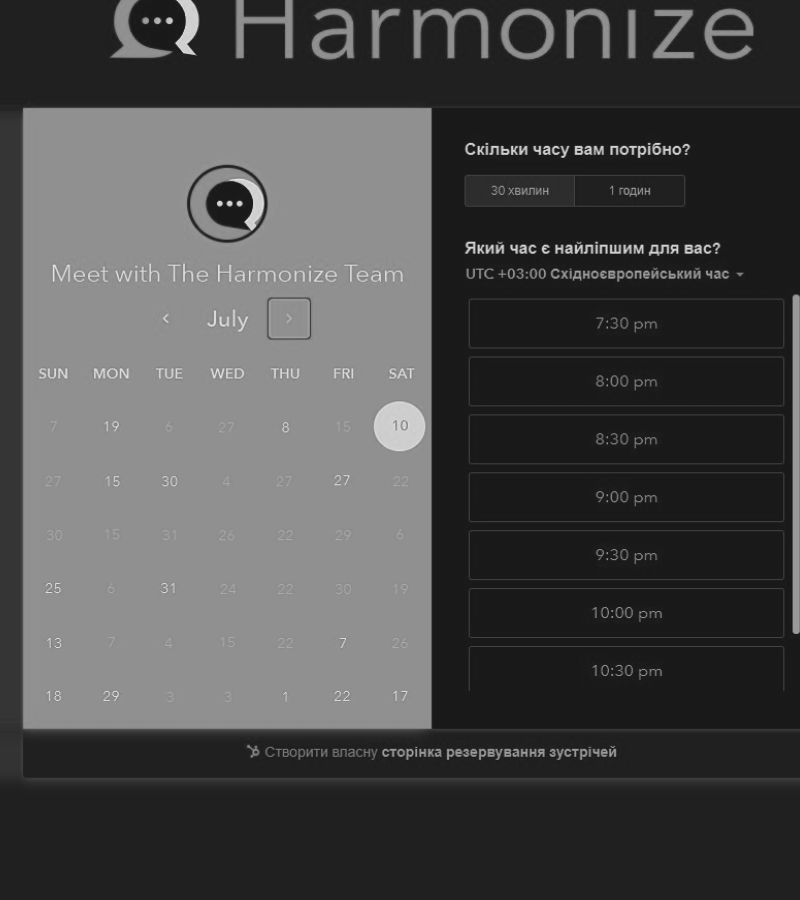 Harmonize
Meet with The Harmonize Team
July
SUN MON TUE WED THU FRI SAT
7 19 6 27 8 15 10
27 15 30 4 27 27 22
30 15 31 26 22 29 6
25 6 31 24 22 30 19
13 7 4 15 22 7 26
18 29 3 3 1 22 17
Скільки часу вам потрібно?
30 хвилин 1 годин
Який час є найліпшим для вас?
UTC +03:00 Східноєвропейський час
7:30 pm
8:00 pm
8:30 pm
9:00 pm
9:30 pm
10:00 pm
10:30 pm
Створити власну сторінка резервування зустрічей